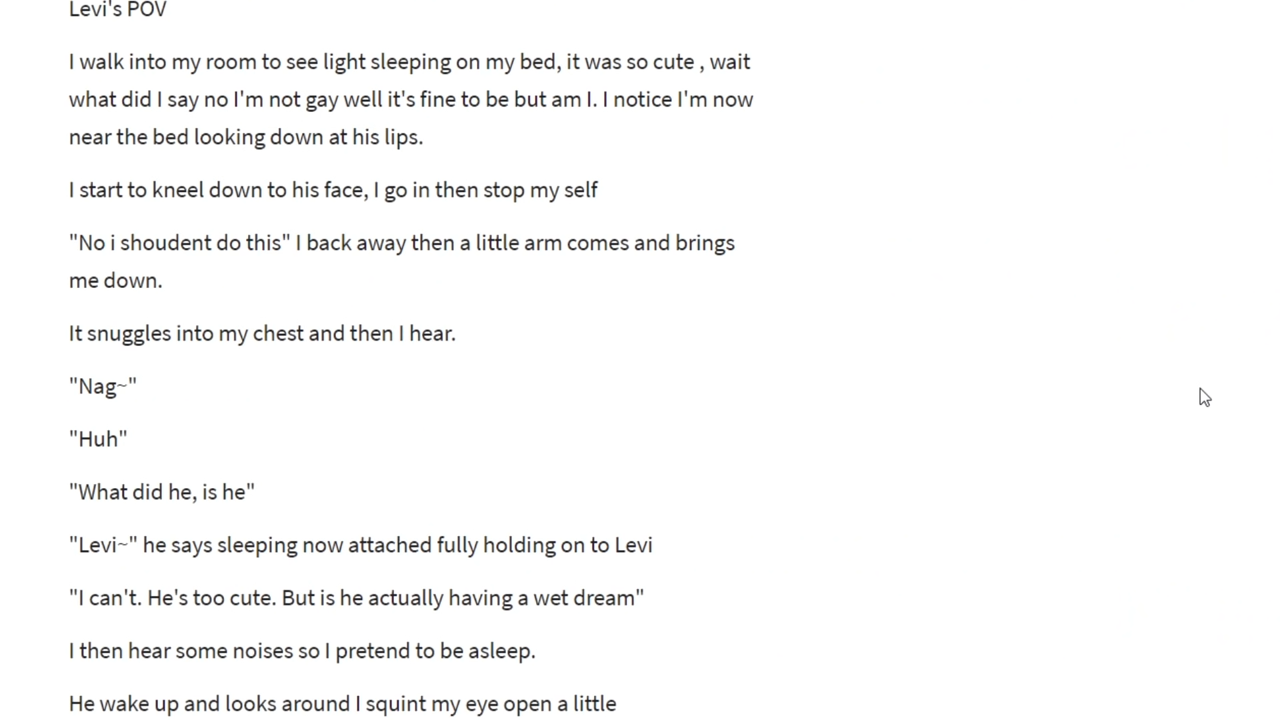 Levi's POV
I walk into my room to see light sleeping on my bed, it was so cute , wait
what did I say no I'm not gay well it's fine to be but am I. I notice I'm now
near the bed looking down at his lips.
I start to kneel down to his face, I go in then stop my self
"No i shoudent do this" I back away then a little arm comes and brings
me down.
It snuggles into my chest and then I hear.
"Nag~"
"Huh"
"What did he, is he"
"Levi~" he says sleeping now attached fully holding on to Levi
"I can't. He's too cute. But is he actually having a wet dream"
I then hear some noises so I pretend to be asleep.
He wake up and looks around I squint my eye open a little